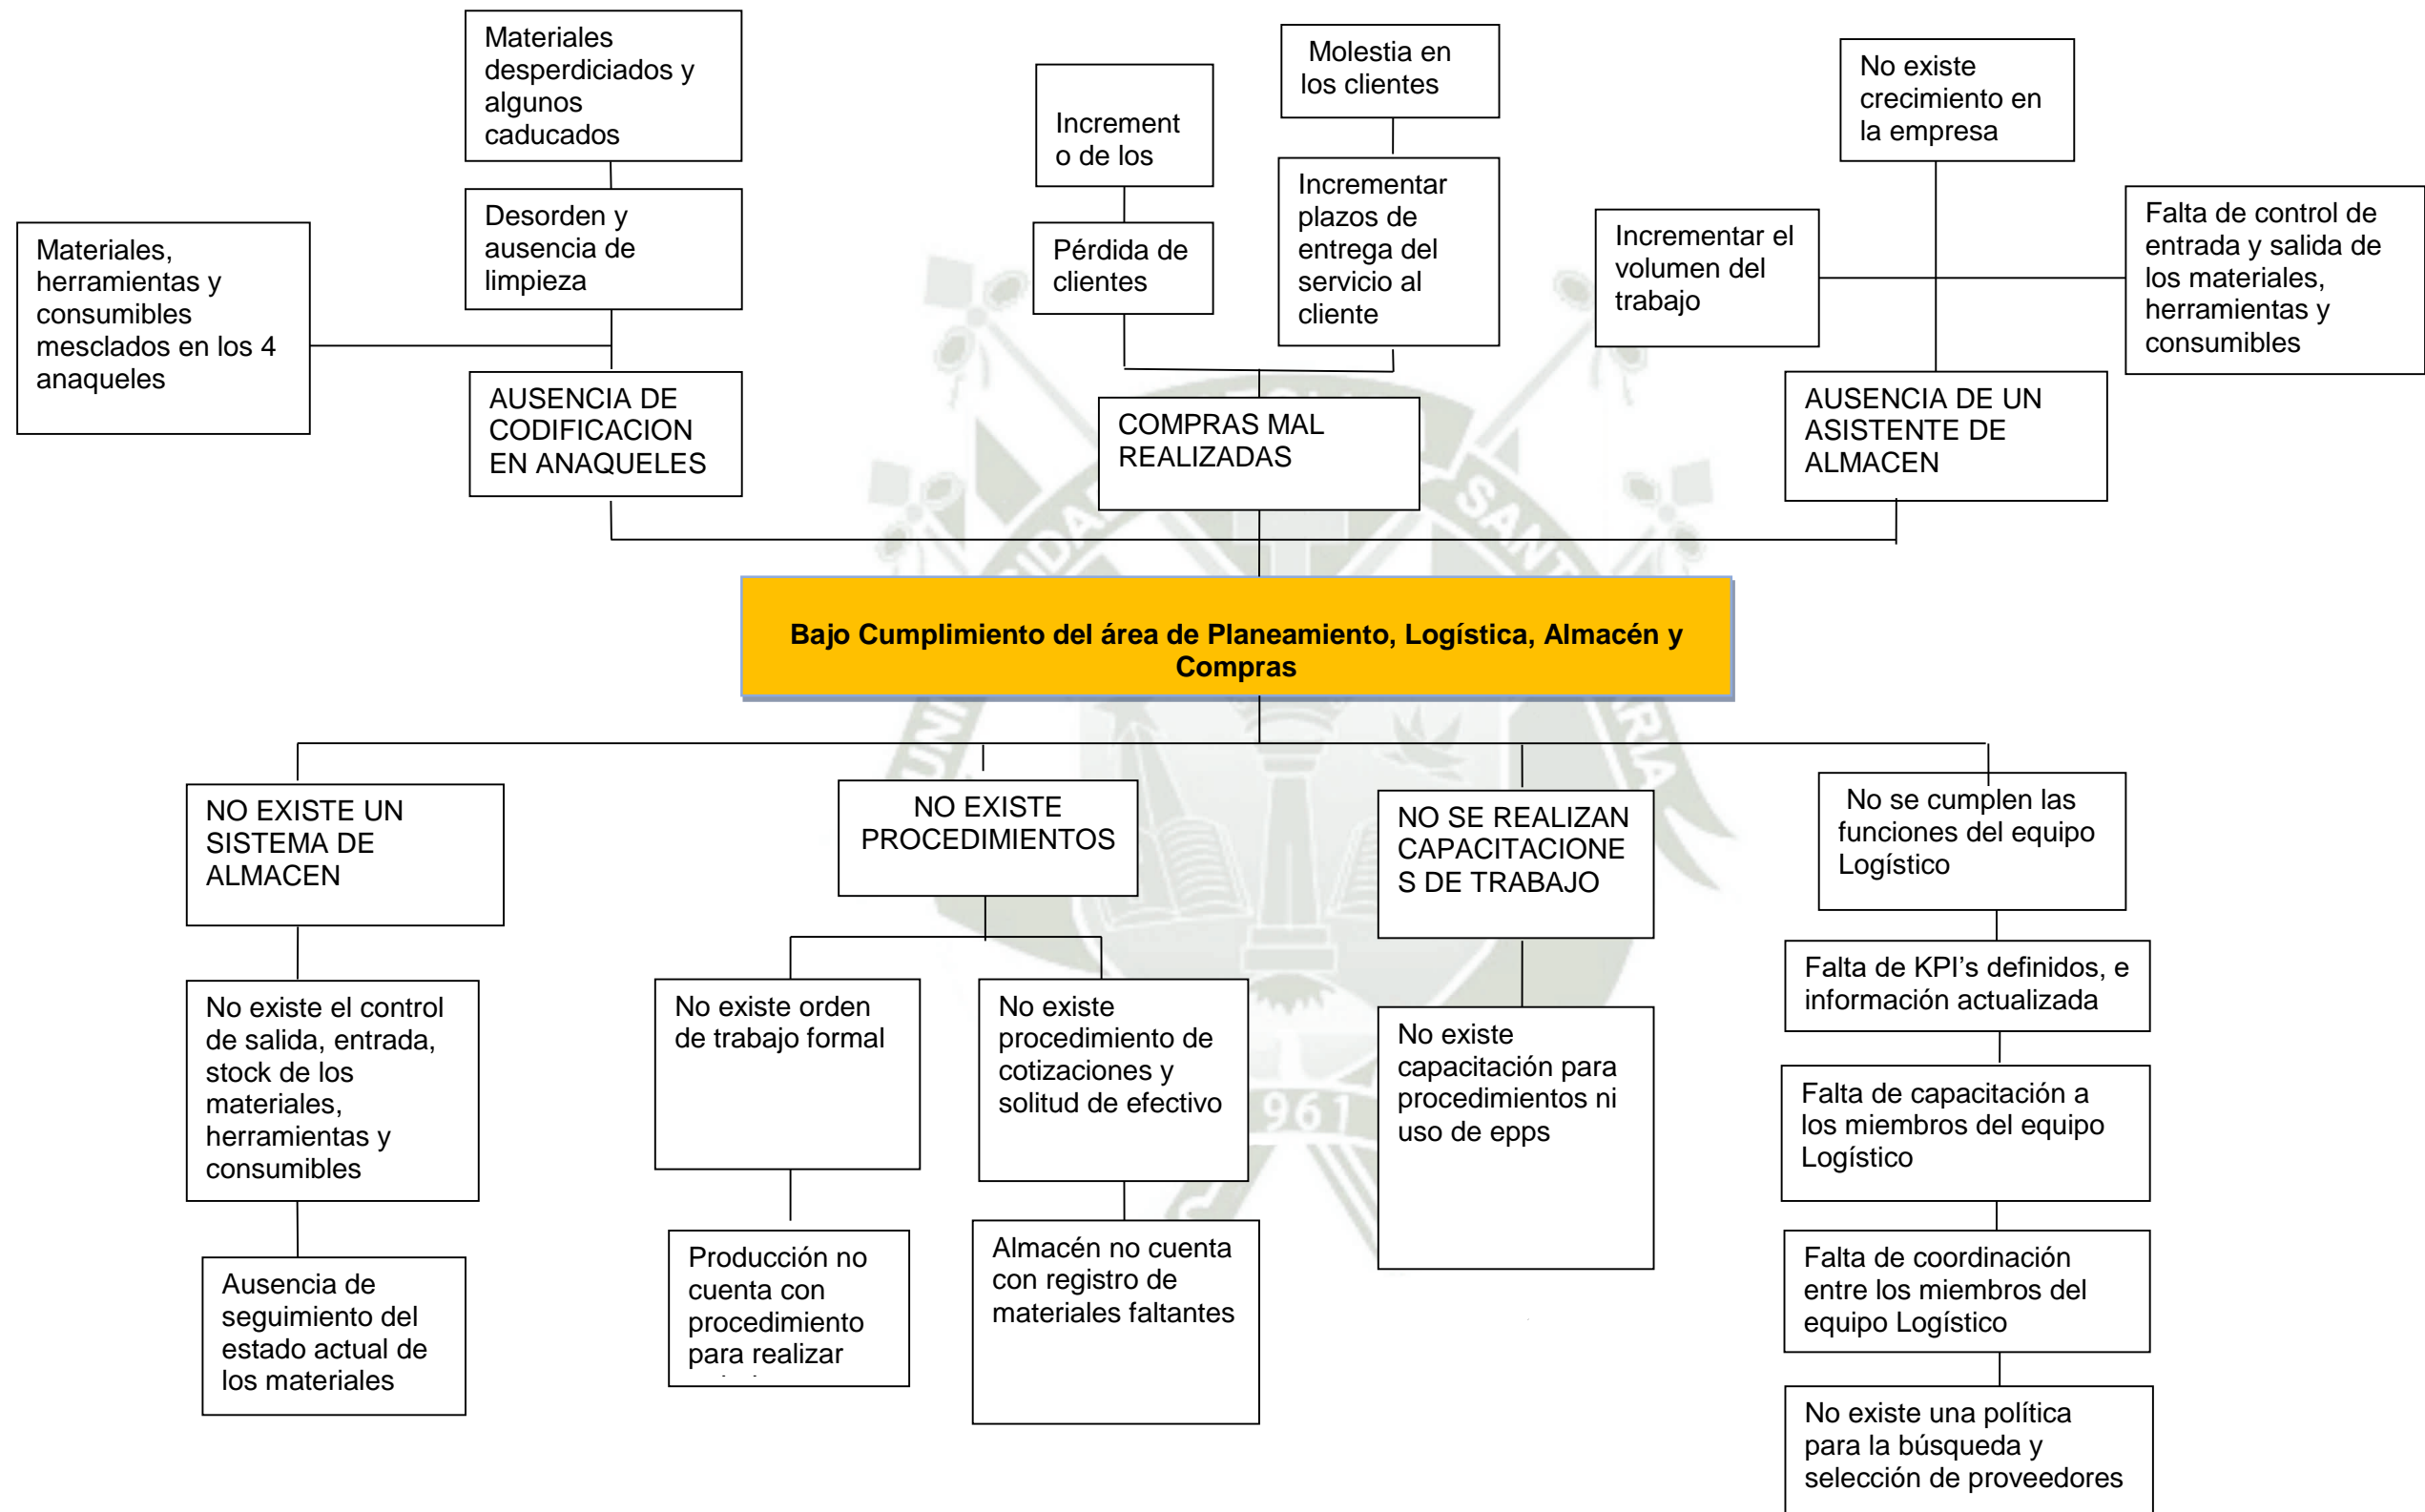 Materiales
desperdiciados y
algunos
caducados
Increment
o de los
Molestia en
los clientes
No existe
crecimiento en
la empresa
Materiales,
herramientas y
consumibles
mesclados en los 4
anaqueles
Desorden y
ausencia de
limpieza
Pérdida de
clientes
Incrementar
plazos de
entrega del
servicio al
cliente
Incrementar el
volumen del
trabajo
Falta de control de
entrada y salida de
los materiales,
herramientas y
consumibles
AUSENCIA DE
CODIFICACION
EN ANAQUELES
COMPRAS MAL
REALIZADAS
AUSENCIA DE UN
ASISTENTE DE
ALMACEN
Bajo Cumplimiento del área de Planeamiento, Logística, Almacén y
Compras
NO EXISTE UN
SISTEMA DE
ALMACEN
NO EXISTE
PROCEDIMIENTOS
NO SE REALIZAN
CAPACITACIONE
S DE TRABAJO
No se cumplen las
funciones del equipo
Logístico
No existe el control
de salida, entrada,
stock de los
materiales,
herramientas y
consumibles
No existe orden
de trabajo formal
No existe
procedimiento de
cotizaciones y
solitud de efectivo
No existe
capacitación para
procedimientos ni
uso de epps
Falta de KPI’s definidos, e
información actualizada
Falta de capacitación a
los miembros del equipo
Logístico
Ausencia de
seguimiento del
estado actual de
los materiales
Producción no
cuenta con
procedimiento
para realizar
Almacén no cuenta
con registro de
materiales faltantes
Falta de coordinación
entre los miembros del
equipo Logístico
No existe una política
para la búsqueda y
selección de proveedores
961